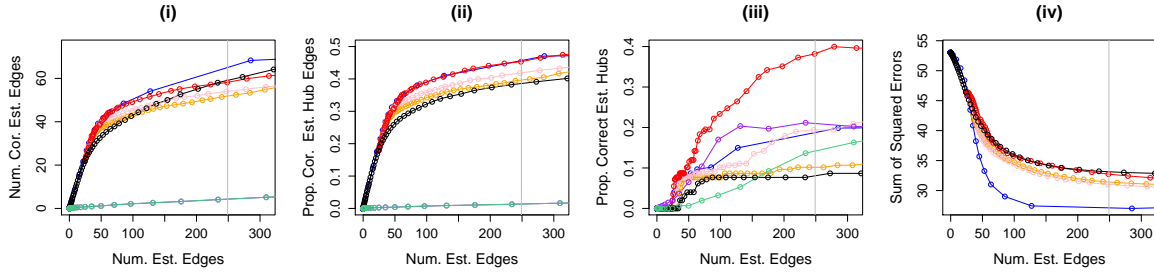 (i)
(ii)
(iii)
(iv)
Num. Cor. Est. Edges
0 20 40 60
0 50 100 200 300
Num. Est. Edges
Prop. Cor. Est. Hub Edges
0.0 0.1 0.2 0.3 0.4 0.5
0 50 100 200 300
Num. Est. Edges
Prop. Correct Est. Hubs
0.0 0.1 0.2 0.3 0.4
0 50 100 200 300
Num. Est. Edges
Sum of Squared Errors
30 35 40 45 50 55
0 50 100 200 300
Num. Est. Edges